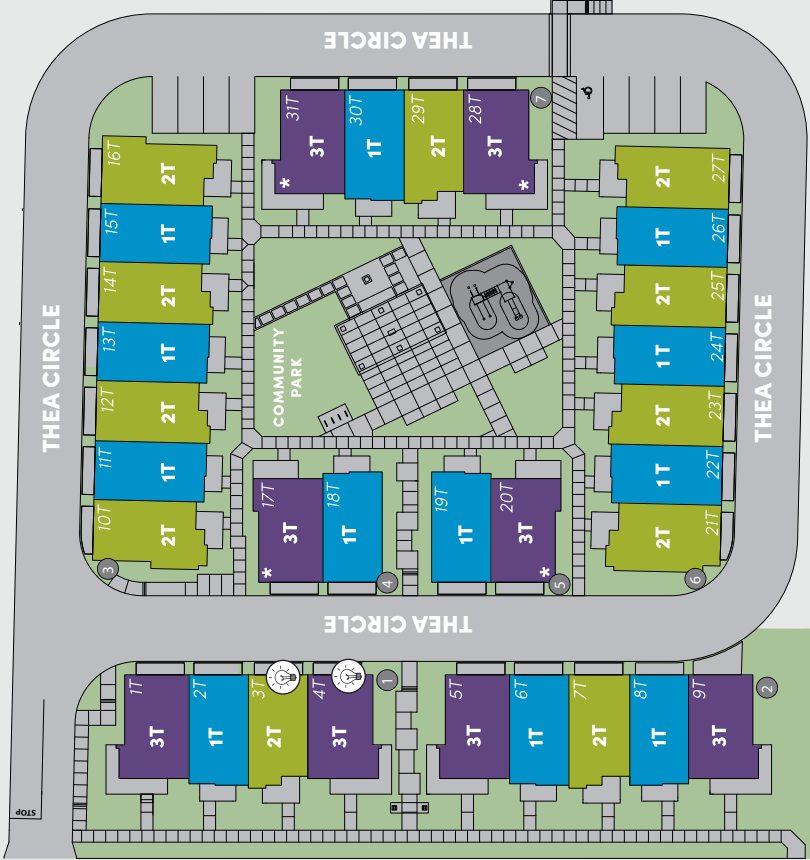 THEA CIRCLE
31T
3T
*
30T
1T
29T
2T
28T
3T
*
7
16T
2T
15T
1T
14T
2T
13T
1T
12T
2T
11T
1T
10T
2T
3
27T
2T
26T
1T
25T
2T
24T
1T
23T
2T
22T
1T
21T
2T
6
THEA CIRCLE
THEA CIRCLE
COMMUNITY
PARK
17T
3T
*
18T
1T
4
19T
1T
20T
3T
*
5
THEA CIRCLE
1T
3T
2T
1T
3T
2T
4T
3T
1
5T
3T
6T
1T
7T
2T
8T
1T
9T
3T
2
STOP